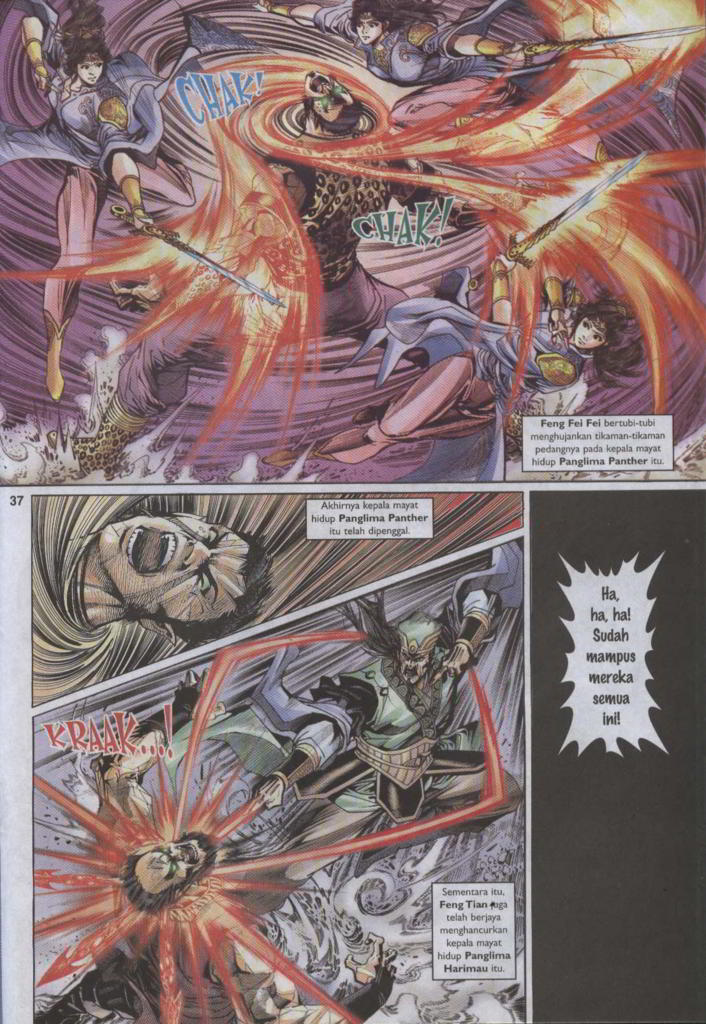 CHAK!
CHAK!
Feng Fei Fei bertubi-tubi
menghujankan tikaman-tikaman
pedangnya pada kepala mayat
hidup Panglima Panther itu.
37
Akhirnya kepala mayat
hidup Panglima Panther
itu telah dipenggal.
Ha,
ha, ha!
Sudah
mampus
mereka
semua
ini!
KRAAK...!
Sementara itu,
Feng Tian juga
telah berjaya
menghancurkan
kepala mayat
hidup Panglima
Harimau itu.